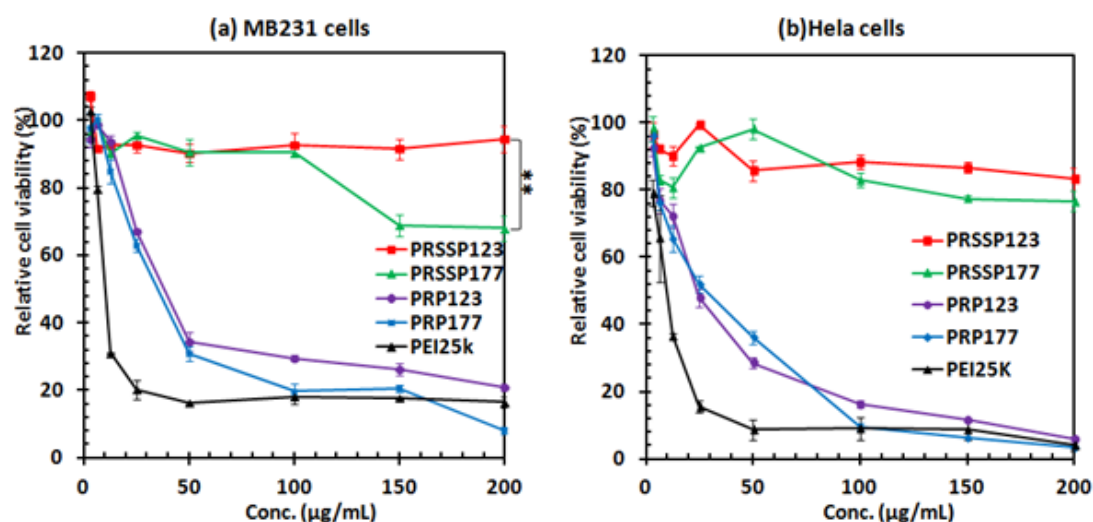 (a) MB231 cells
120
100
80
60
40
20
0
Relative cell viability (%)
0 50 100 150 200
Conc. (µg/mL)
PRSSP123
PRSSP177
PRP123
PRP177
PEI25k
**
(b)Hela cells
120
100
80
60
40
20
0
Relative cell viability (%)
0 50 100 150 200
Conc. (µg/mL)
PRSSP123
PRSSP177
PRP123
PRP177
PEI25K